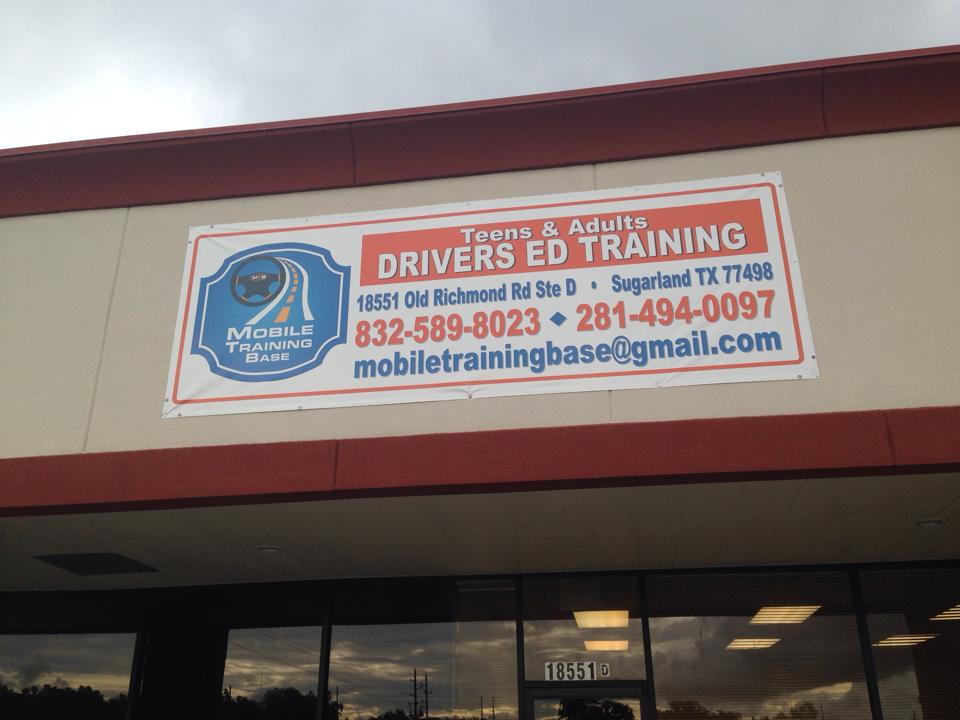 Teens & Adults
DRIVERS ED TRAINING
18551 Old Richmond Rd Ste D • Sugarland TX 77498
832-589-8023 ◆ 281-494-0097
mobiletrainingbase@gmail.com
MTB
MOBILE
TRAINING
BASE
18551 D